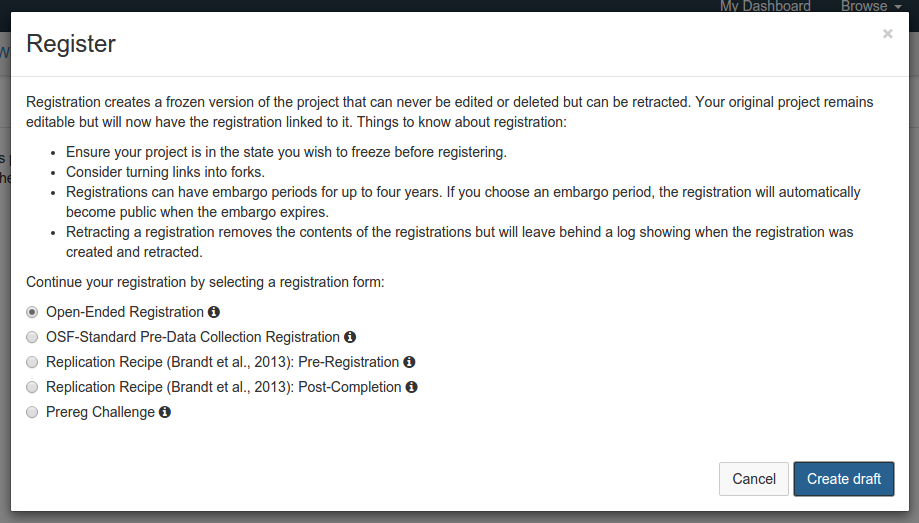 My Dashboard Browse
Register
×
Registration creates a frozen version of the project that can never be edited or deleted but can be retracted. Your original project remains
editable but will now have the registration linked to it. Things to know about registration:
• Ensure your project is in the state you wish to freeze before registering.
• Consider turning links into forks.
• Registrations can have embargo periods for up to four years. If you choose an embargo period, the registration will automatically
become public when the embargo expires.
• Retracting a registration removes the contents of the registrations but will leave behind a log showing when the registration was
created and retracted.
Continue your registration by selecting a registration form:
Open-Ended Registration
OSF-Standard Pre-Data Collection Registration
Replication Recipe (Brandt et al., 2013): Pre-Registration
Replication Recipe (Brandt et al., 2013): Post-Completion
Prereg Challenge
Cancel Create draft